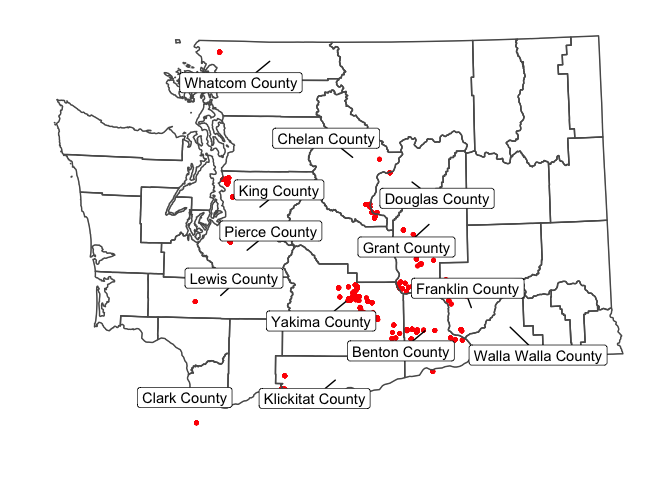 Whatcom County
Chelan County
King County
Douglas County
Pierce County
Grant County
Lewis County
Franklin County
Yakima County
Benton County
Walla Walla County
Clark County
Klickitat County